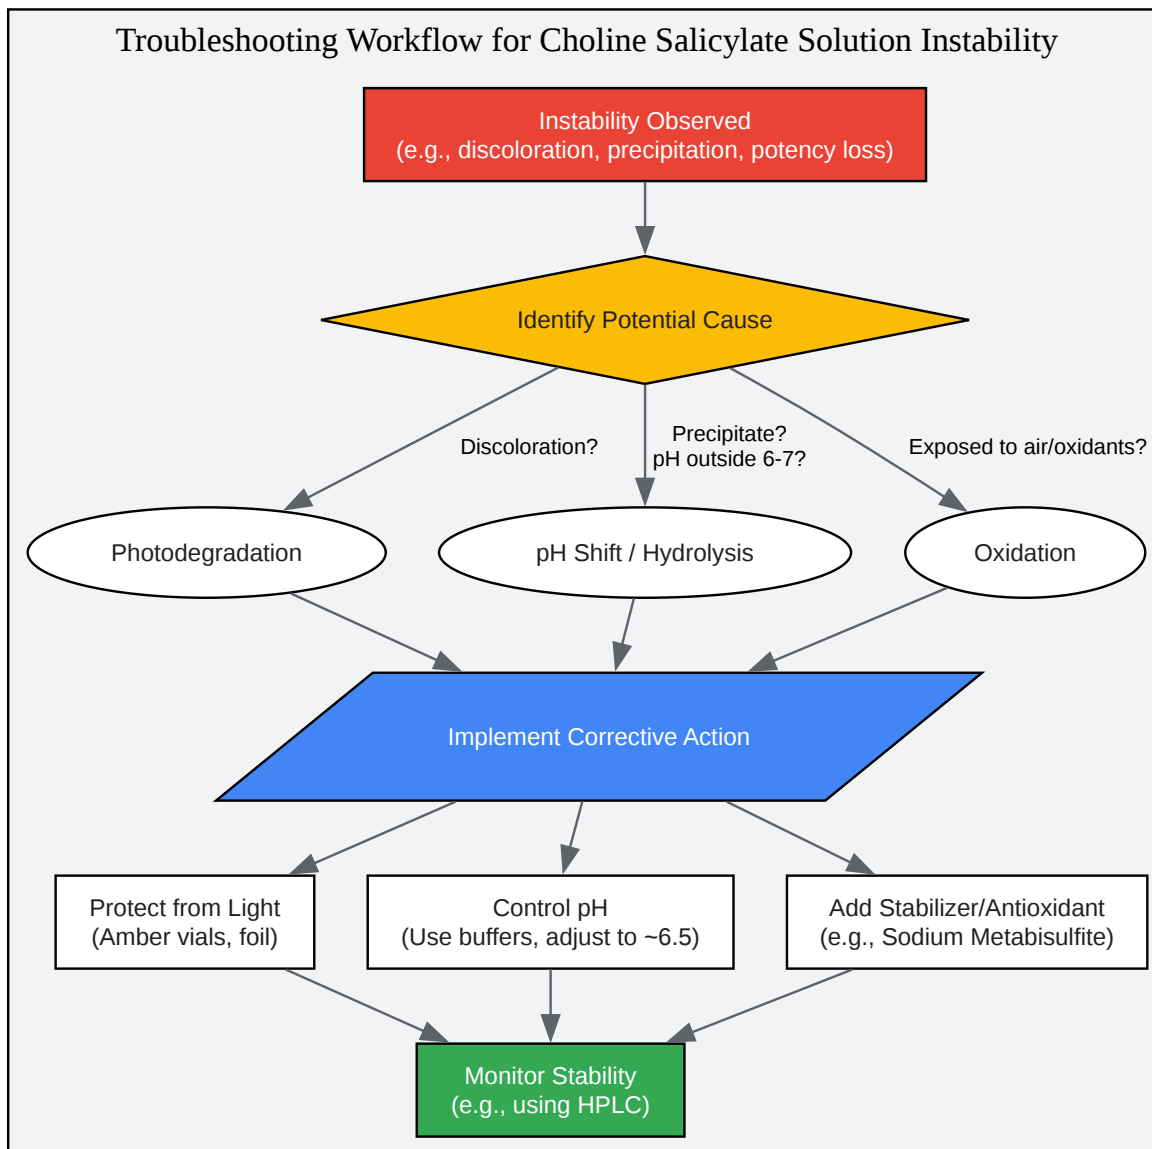 Troubleshooting Workflow for Choline Salicylate Solution Instability
Instability Observed
(e.g., discoloration, precipitation, potency loss)
Identify Potential Cause
Discoloration?
Precipitate?
pH outside 6-7?
Exposed to air/oxidants?
Photodegradation
pH Shift / Hydrolysis
Oxidation
Implement Corrective Action
Protect from Light
(Amber vials, foil)
Control pH
(Use buffers, adjust to ~6.5)
Add Stabilizer/Antioxidant
(e.g., Sodium Metabisulfite)
Monitor Stability
(e.g., using HPLC)